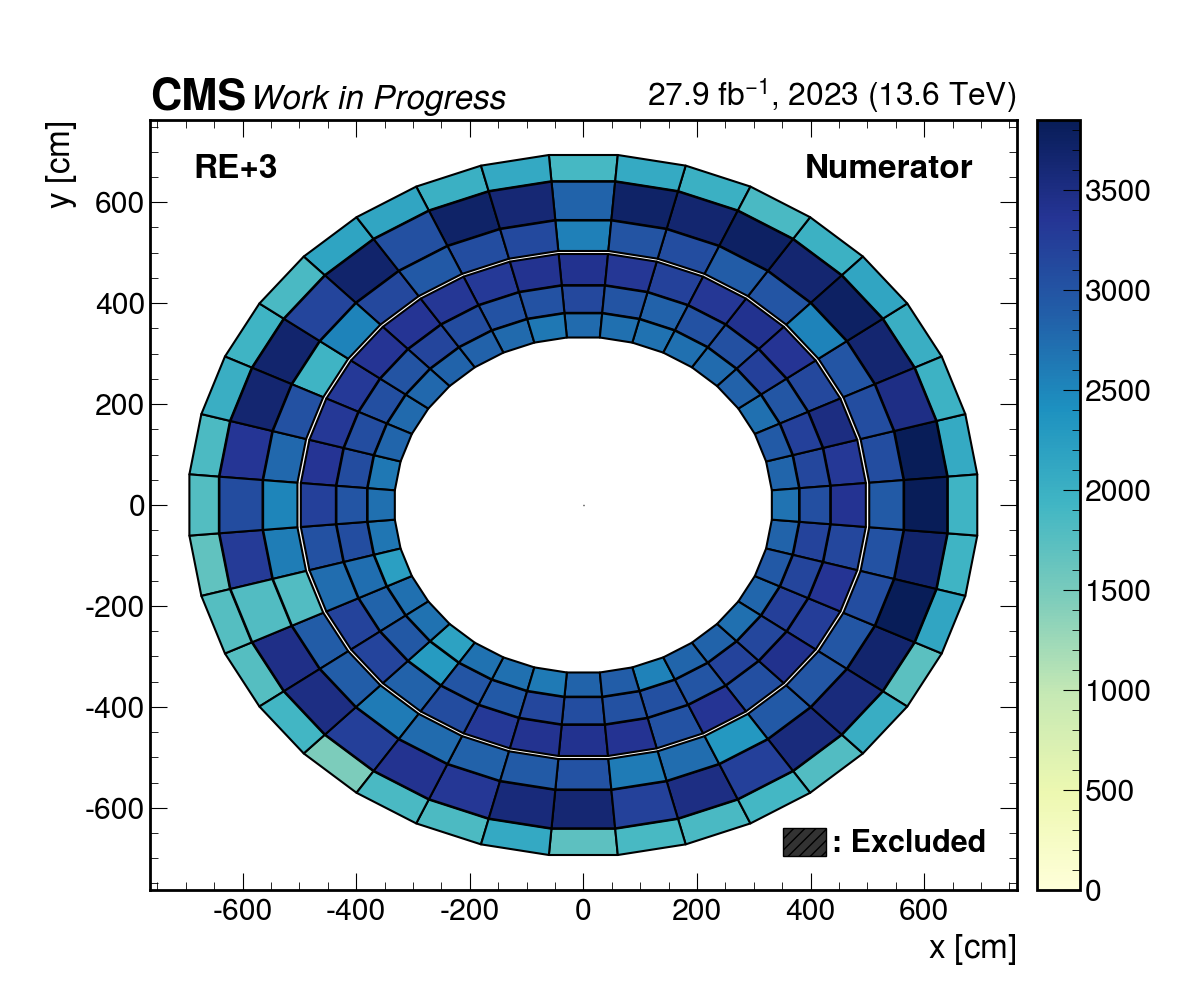 CMS Work in Progress
27.9 fb⁻¹, 2023 (13.6 TeV)
y [cm]
RE+3
Numerator
600
400
200
0
-200
-400
-600
: Excluded
-600 -400 -200 0 200 400 600
x [cm]
3500
3000
2500
2000
1500
1000
500
0